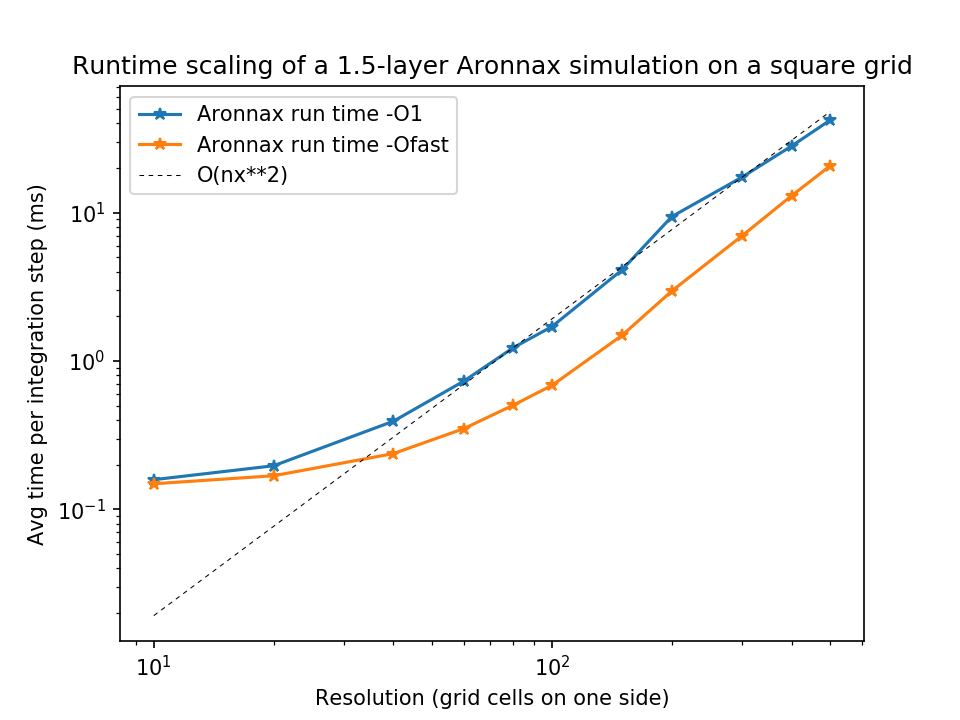 Runtime scaling of a 1.5-layer Aronnax simulation on a square grid
Aronnax run time -O1
Aronnax run time -Ofast
O(nx**2)
Avg time per integration step (ms)
10¹
10⁰
10⁻¹
10¹
10²
Resolution (grid cells on one side)